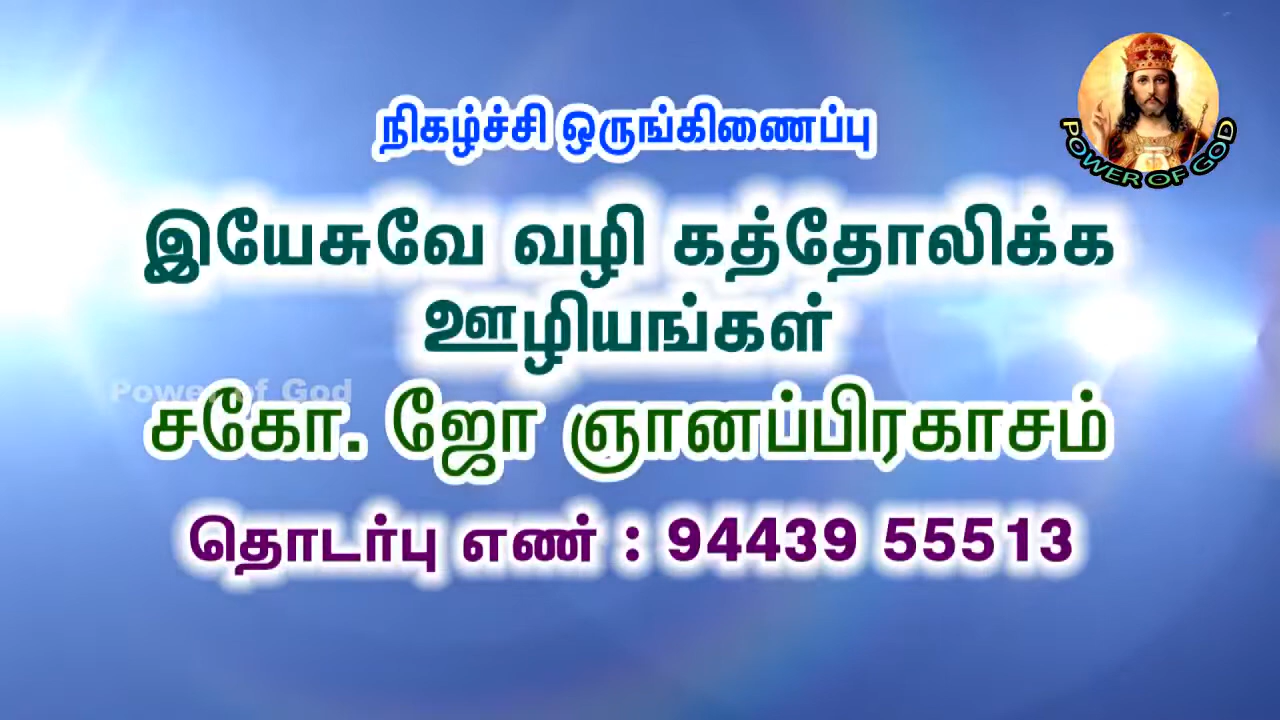 நிகழ்ச்சி ஒருங்கிணைப்பு
POWER OF GOD
இயேசுவே வழி கத்தோலிக்க
ஊழியங்கள்
Power of God
சகோ. ஜோ ஞானப்பிரகாசம்
தொடர்பு எண் : 94439 55513